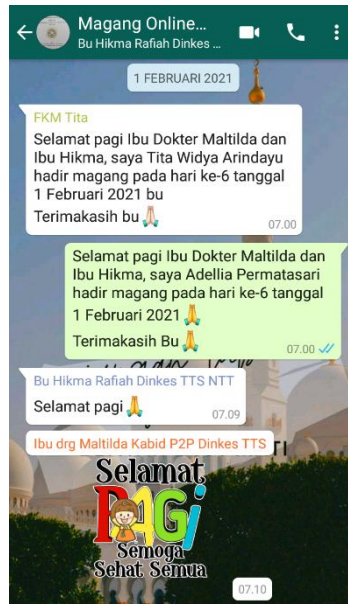 Magang Online...
Bu Hikma Rafiah Dinkes ...
1 FEBRUARI 2021
FKM Tita
Selamat pagi Ibu Dokter Maltilda dan
Ibu Hikma, saya Tita Widya Arindayu
hadir magang pada hari ke-6 tanggal
1 Februari 2021 bu
Terimakasih bu🙏🏻
07.00
Selamat pagi Ibu Dokter Maltilda dan
Ibu Hikma, saya Adellia Permatasari
hadir magang pada hari ke-6 tanggal
1 Februari 2021🙏
Terimakasih Bu🙏
07.00
Bu Hikma Rafiah Dinkes TTS NTT
Selamat pagi🙏
07.09
Ibu drg Maltilda Kabid P2P Dinkes TTS
Selamat
PAGi
Semoga
Sehat Semua
07.10